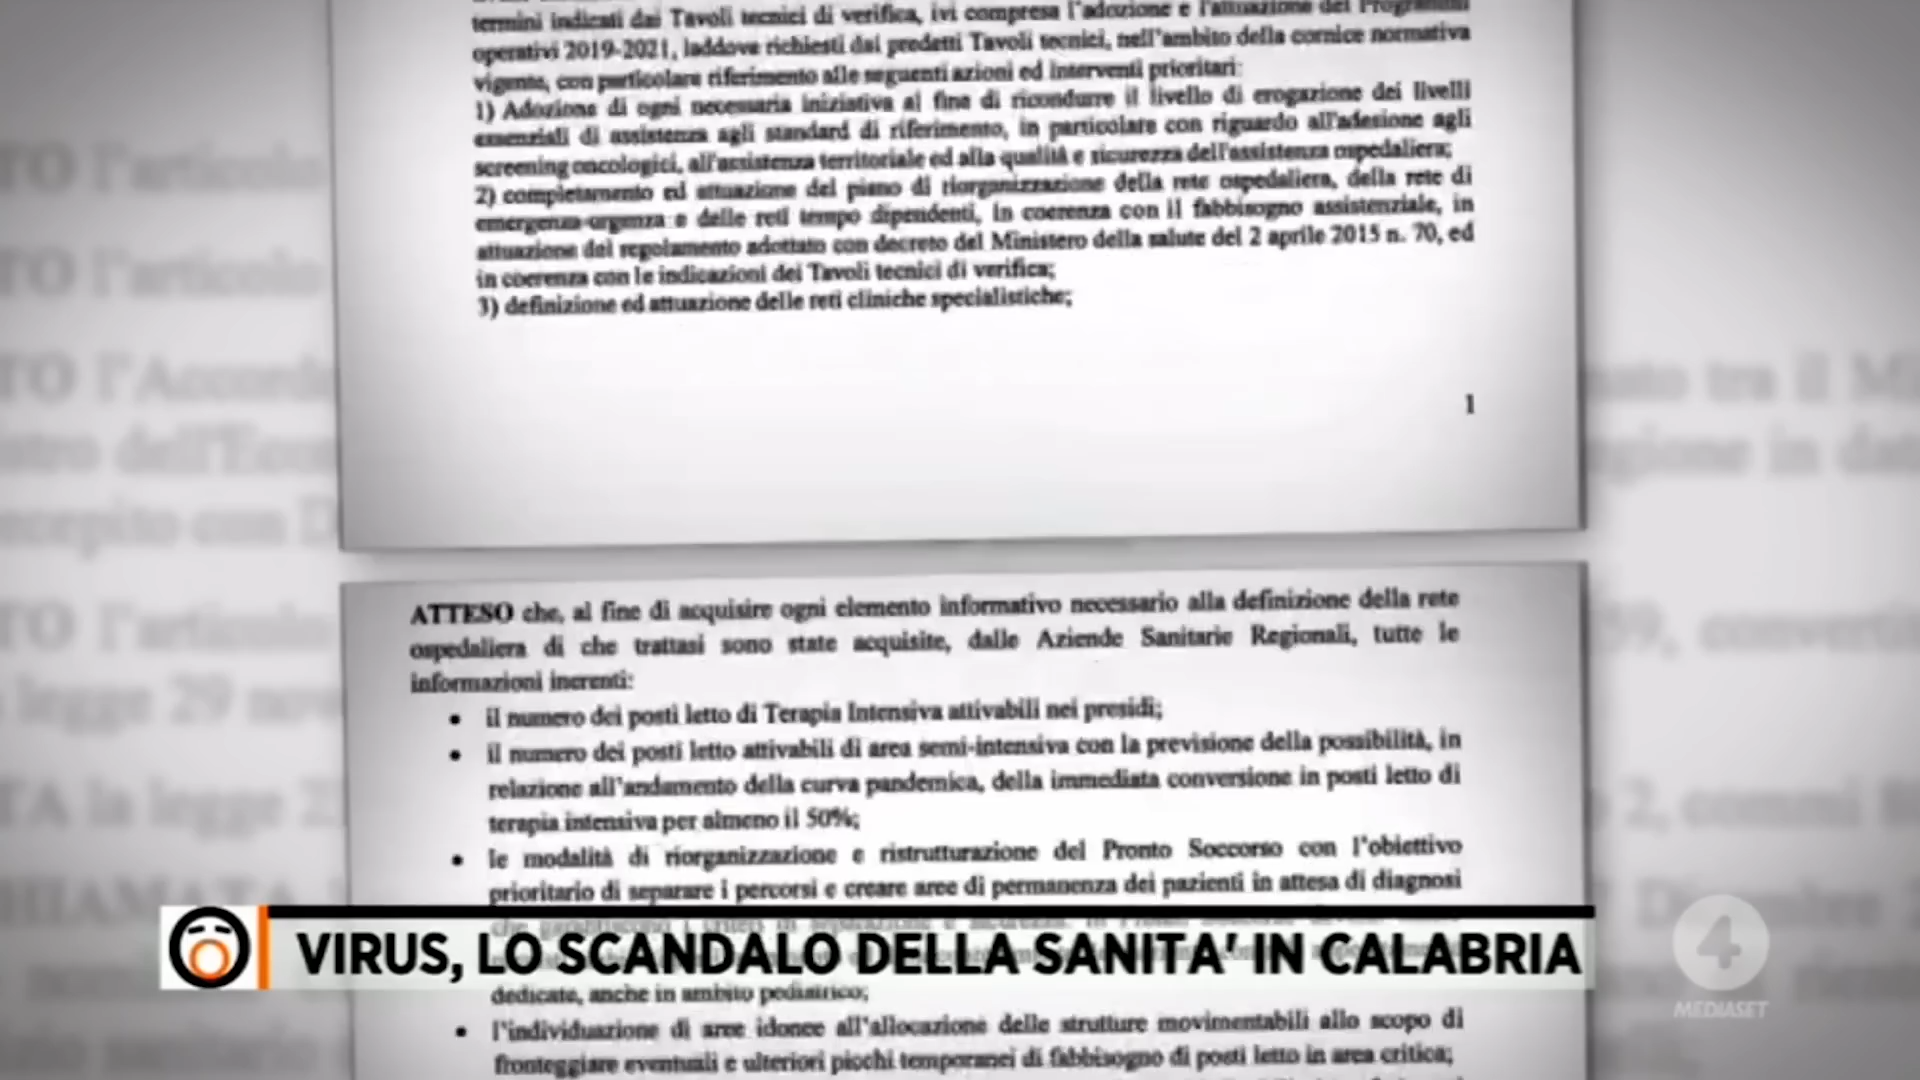 termini indicati dai Tavoli tecnici di verifica, ivi compresa l'adozione e l'attuazione dei Programmi
operativi 2019-2021, laddove richiesti dai predetti Tavoli tecnici, nell'ambito della cornice normativa
vigente, con particolare riferimento alle seguenti azioni ed interventi prioritari:
1) Adozione di ogni necessaria iniziativa al fine di ricondurre il livello di erogazione dei livelli
essenziali di assistenza agli standard di riferimento, in particolare con riguardo all'adesione agli
screening oncologici, all'assistenza territoriale ed alla qualità e sicurezza dell'assistenza ospedaliera;
2) completamento ed attuazione del piano di riorganizzazione della rete ospedaliera, della rete di
emergenza-urgenza e delle reti tempo dipendenti, in coerenza con il fabbisogno assistenziale, in
attuazione del regolamento adottato con decreto del Ministero della salute del 2 aprile 2015 n. 70, ed
in coerenza con le indicazioni dei Tavoli tecnici di verifica;
3) definizione ed attuazione delle reti cliniche specialistiche;
1
ATTESO che, al fine di acquisire ogni elemento informativo necessario alla definizione della rete
ospedaliera di che trattasi sono state acquisite, dalle Aziende Sanitarie Regionali, tutte le
informazioni inerenti:
• il numero dei posti letto di Terapia Intensiva attivabili nei presidi;
• il numero dei posti letto attivabili di area semi-intensiva con la previsione della possibilità, in
relazione all'andamento della curva pandemica, della immediata conversione in posti letto di
terapia intensiva per almeno il 50%;
• le modalità di riorganizzazione e ristrutturazione del Pronto Soccorso con l'obiettivo
prioritario di separare i percorsi e creare aree di permanenza dei pazienti in attesa di diagnosi
VIRUS, LO SCANDALO DELLA SANITA' IN CALABRIA
dedicate, anche in ambito pediatrico;
• l'individuazione di aree idonee all'allocazione delle strutture movimentabili allo scopo di
fronteggiare eventuali e ulteriori picchi temporanei di fabbisogno di posti letto in area critica;
4
MEDIASET